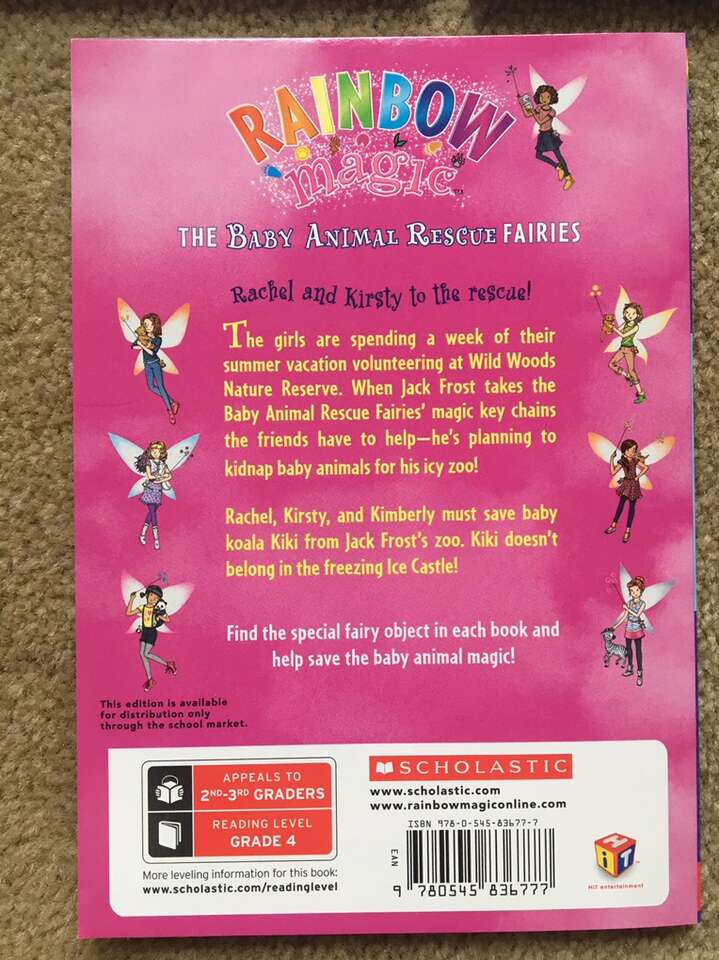 RAINBOW
magic™
THE BABY ANIMAL RESCUE FAIRIES
Rachel and Kirsty to the rescue!
The girls are spending a week of their
summer vacation volunteering at Wild Woods
Nature Reserve. When Jack Frost takes the
Baby Animal Rescue Fairies' magic key chains
the friends have to help—he's planning to
kidnap baby animals for his icy zoo!
Rachel, Kirsty, and Kimberly must save baby
koala Kiki from Jack Frost's zoo. Kiki doesn't
belong in the freezing Ice Castle!
Find the special fairy object in each book and
help save the baby animal magic!
This edition is available
for distribution only
through the school market.
APPEALS TO
2ND-3RD GRADERS
READING LEVEL
GRADE 4
More leveling information for this book:
www.scholastic.com/readinglevel
SCHOLASTIC
www.scholastic.com
www.rainbowmagiconline.com
ISBN 978-0-545-83677-7
EAN
9 780545 836777
HiT
HiT entertainment